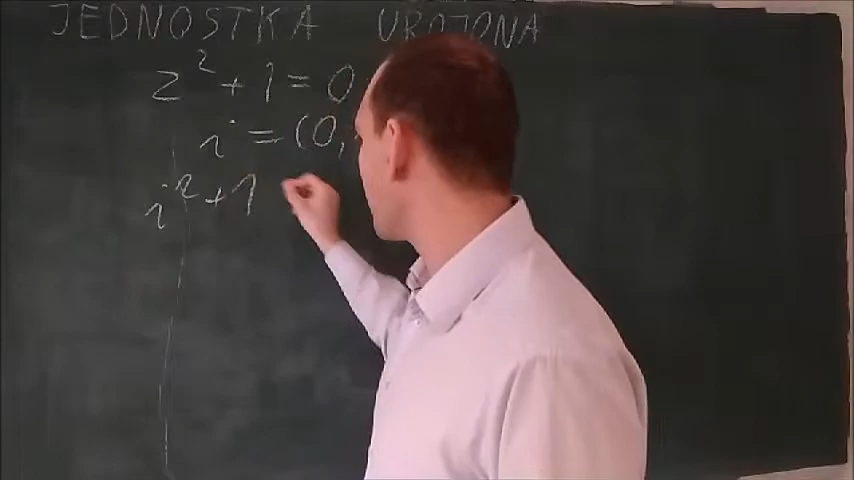 JEDNOSTKA UROJONA
z² + 1 = 0
i = (0,
i² + 1